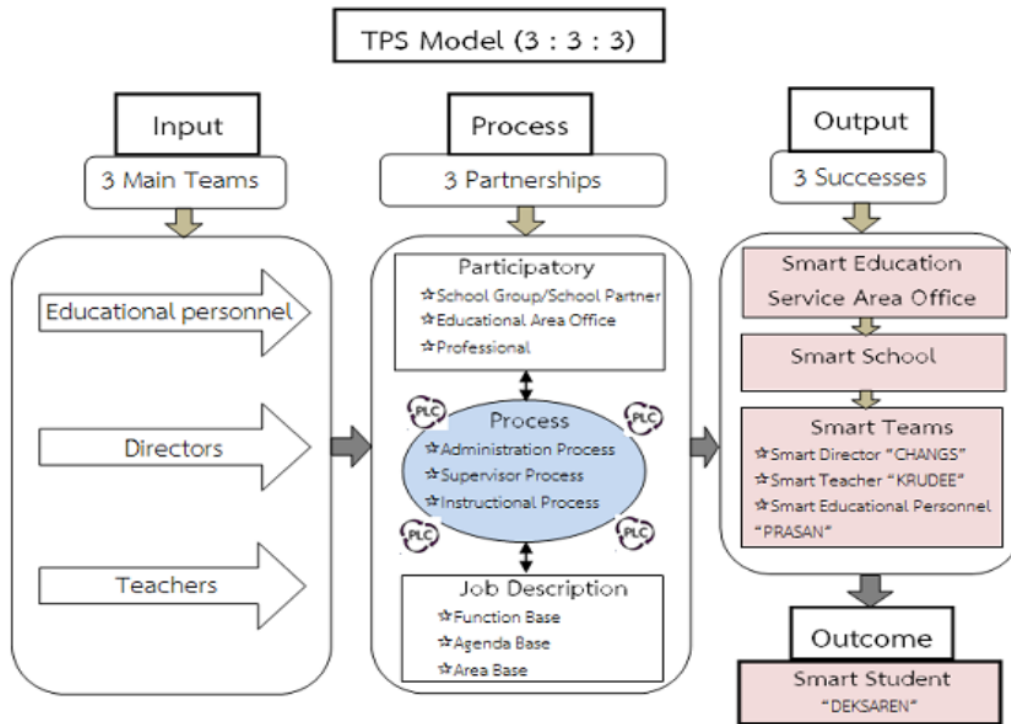 TPS Model (3 : 3 : 3)
Input
3 Main Teams
Educational personnel
Directors
Teachers
Process
3 Partnerships
Participatory
☆School Group/School Partner
☆Educational Area Office
☆Professional
PLC
PLC
Process
☆Administration Process
☆Supervisor Process
☆Instructional Process
PLC
PLC
Job Description
☆Function Base
☆Agenda Base
☆Area Base
Output
3 Successes
Smart Education
Service Area Office
Smart School
Smart Teams
☆Smart Director “CHANGS”
☆Smart Teacher “KRUDEE”
☆Smart Educational Personnel
“PRASAN”
Outcome
Smart Student
“DEKSAREN”